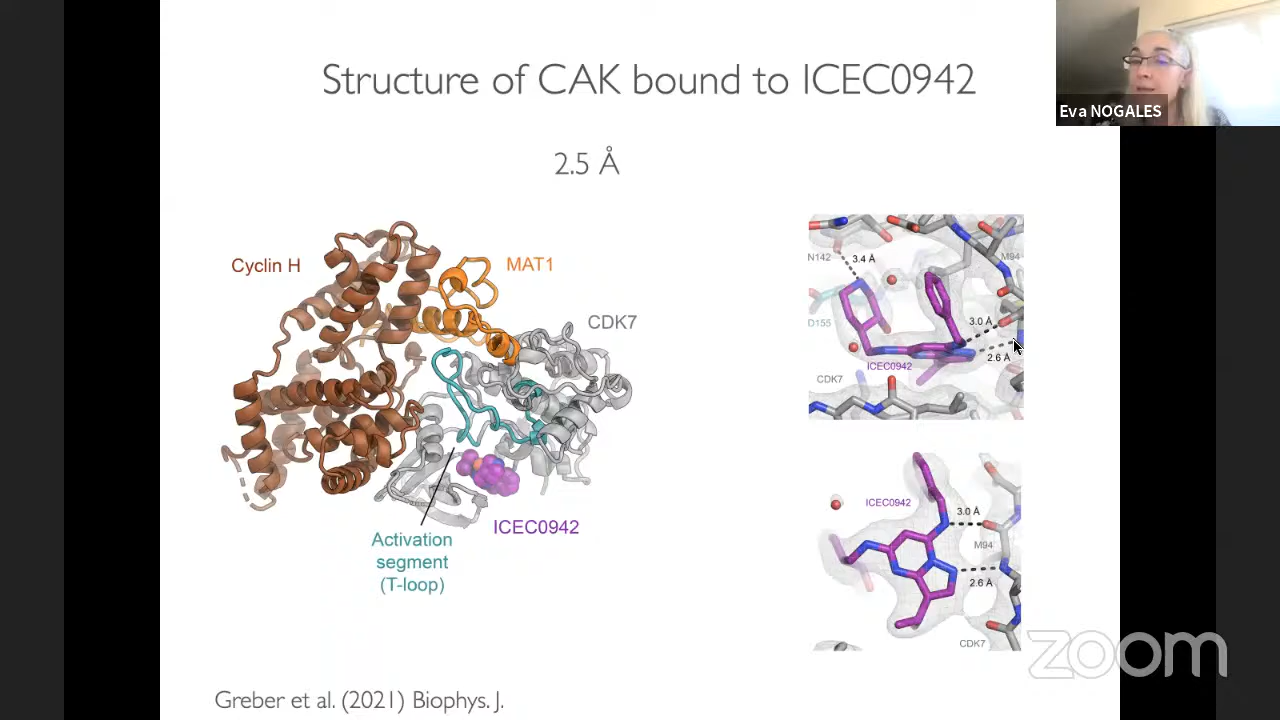 Structure of CAK bound to ICEC0942
Eva NOGALES
2.5 Å
Cyclin H
MAT1
CDK7
ICEC0942
Activation
segment
(T-loop)
N142
3.4 Å
M94
D155
3.0 Å
2.6 Å
ICEC0942
CDK7
ICEC0942
3.0 Å
M94
2.6 Å
CDK7
zoom
Greber et al. (2021) Biophys. J.